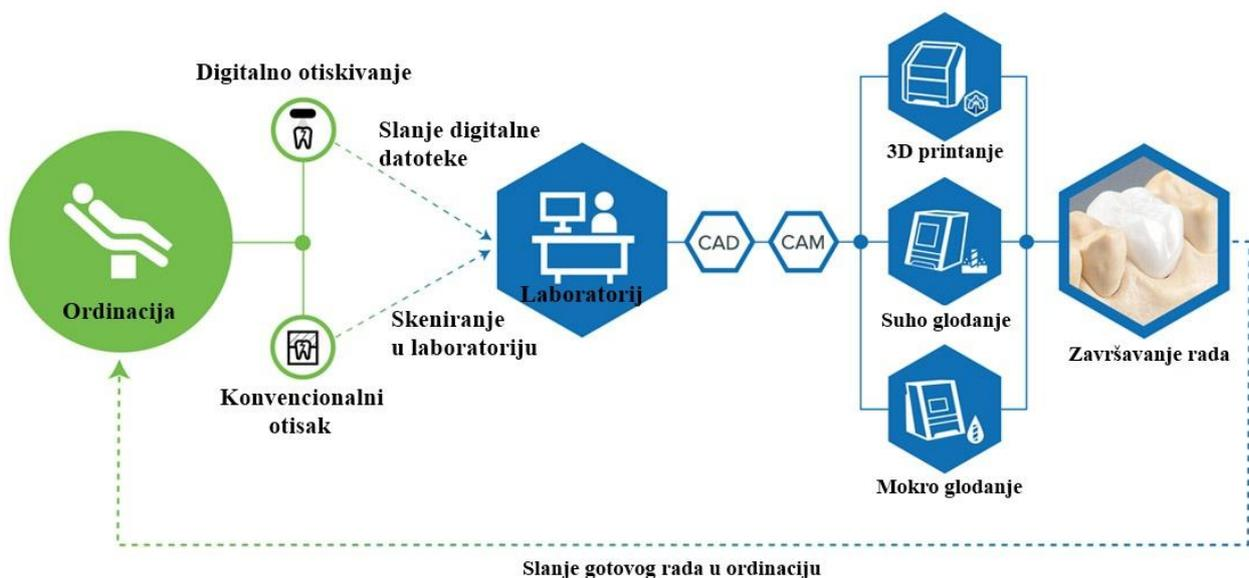 Digitalno otiskivanje
Slanje digitalne
datoteke
Ordinacija
Konvencionalni
otisak
Skeniranje
u laboratoriju
Laboratorij
CAD
CAM
3D printanje
Suho glodanje
Mokro glodanje
Završavanje rada
Slanje gotovog rada u ordinaciju